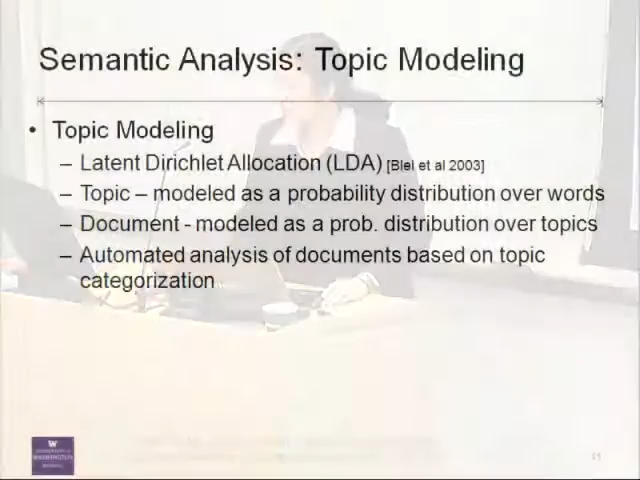 Semantic Analysis: Topic Modeling
• Topic Modeling
– Latent Dirichlet Allocation (LDA) [Blei et al 2003]
– Topic – modeled as a probability distribution over words
– Document - modeled as a prob. distribution over topics
– Automated analysis of documents based on topic
categorization
W
WASHINGTON